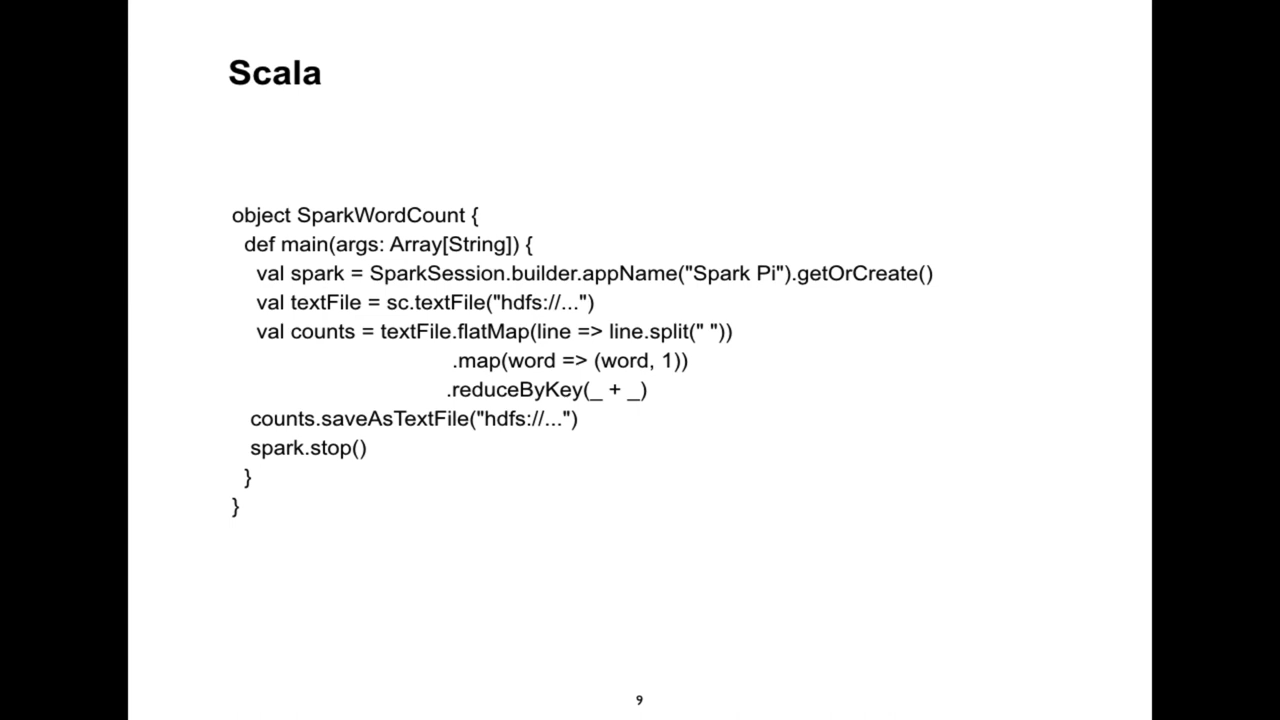 Scala
object SparkWordCount {
def main(args: Array[String]) {
val spark = SparkSession.builder.appName("Spark Pi").getOrCreate()
val textFile = sc.textFile("hdfs://...")
val counts = textFile.flatMap(line => line.split(" "))
.map(word => (word, 1))
.reduceByKey(_ + _)
counts.saveAsTextFile("hdfs://...")
spark.stop()
}
}
9